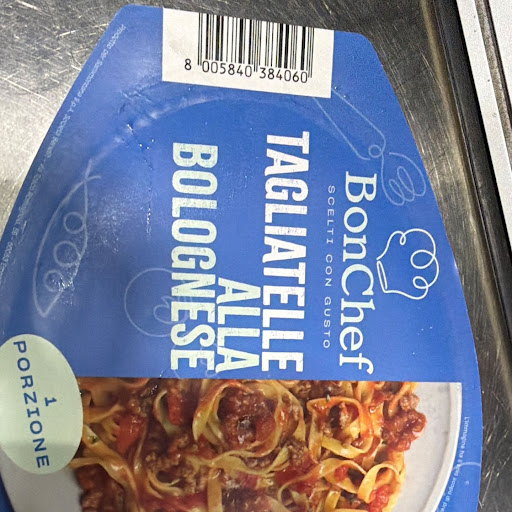 BonChef
SCELTI CON GUSTO
TAGLIATELLE
ALLA
BOLOGNESE
1
PORZIONE
8 005840 384060